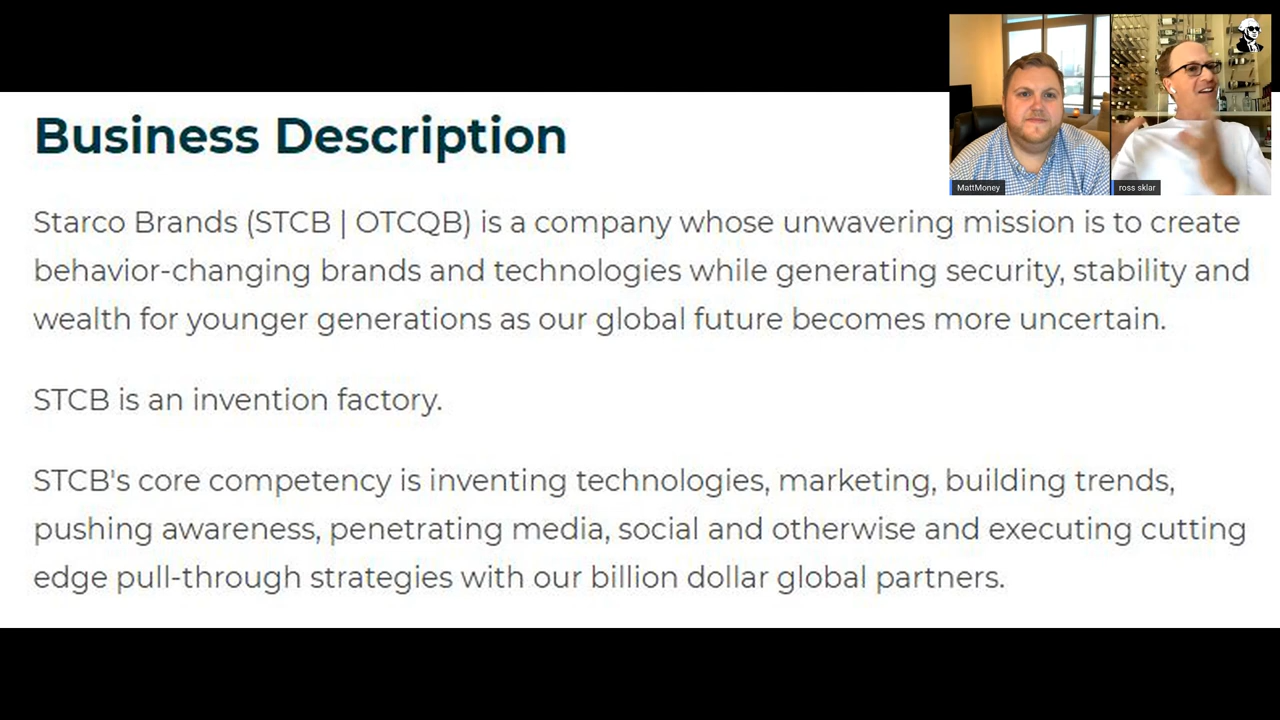 Business Description
MattMoney
ross sklar
Starco Brands (STCB | OTCQB) is a company whose unwavering mission is to create
behavior-changing brands and technologies while generating security, stability and
wealth for younger generations as our global future becomes more uncertain.
STCB is an invention factory.
STCB's core competency is inventing technologies, marketing, building trends,
pushing awareness, penetrating media, social and otherwise and executing cutting
edge pull-through strategies with our billion dollar global partners.